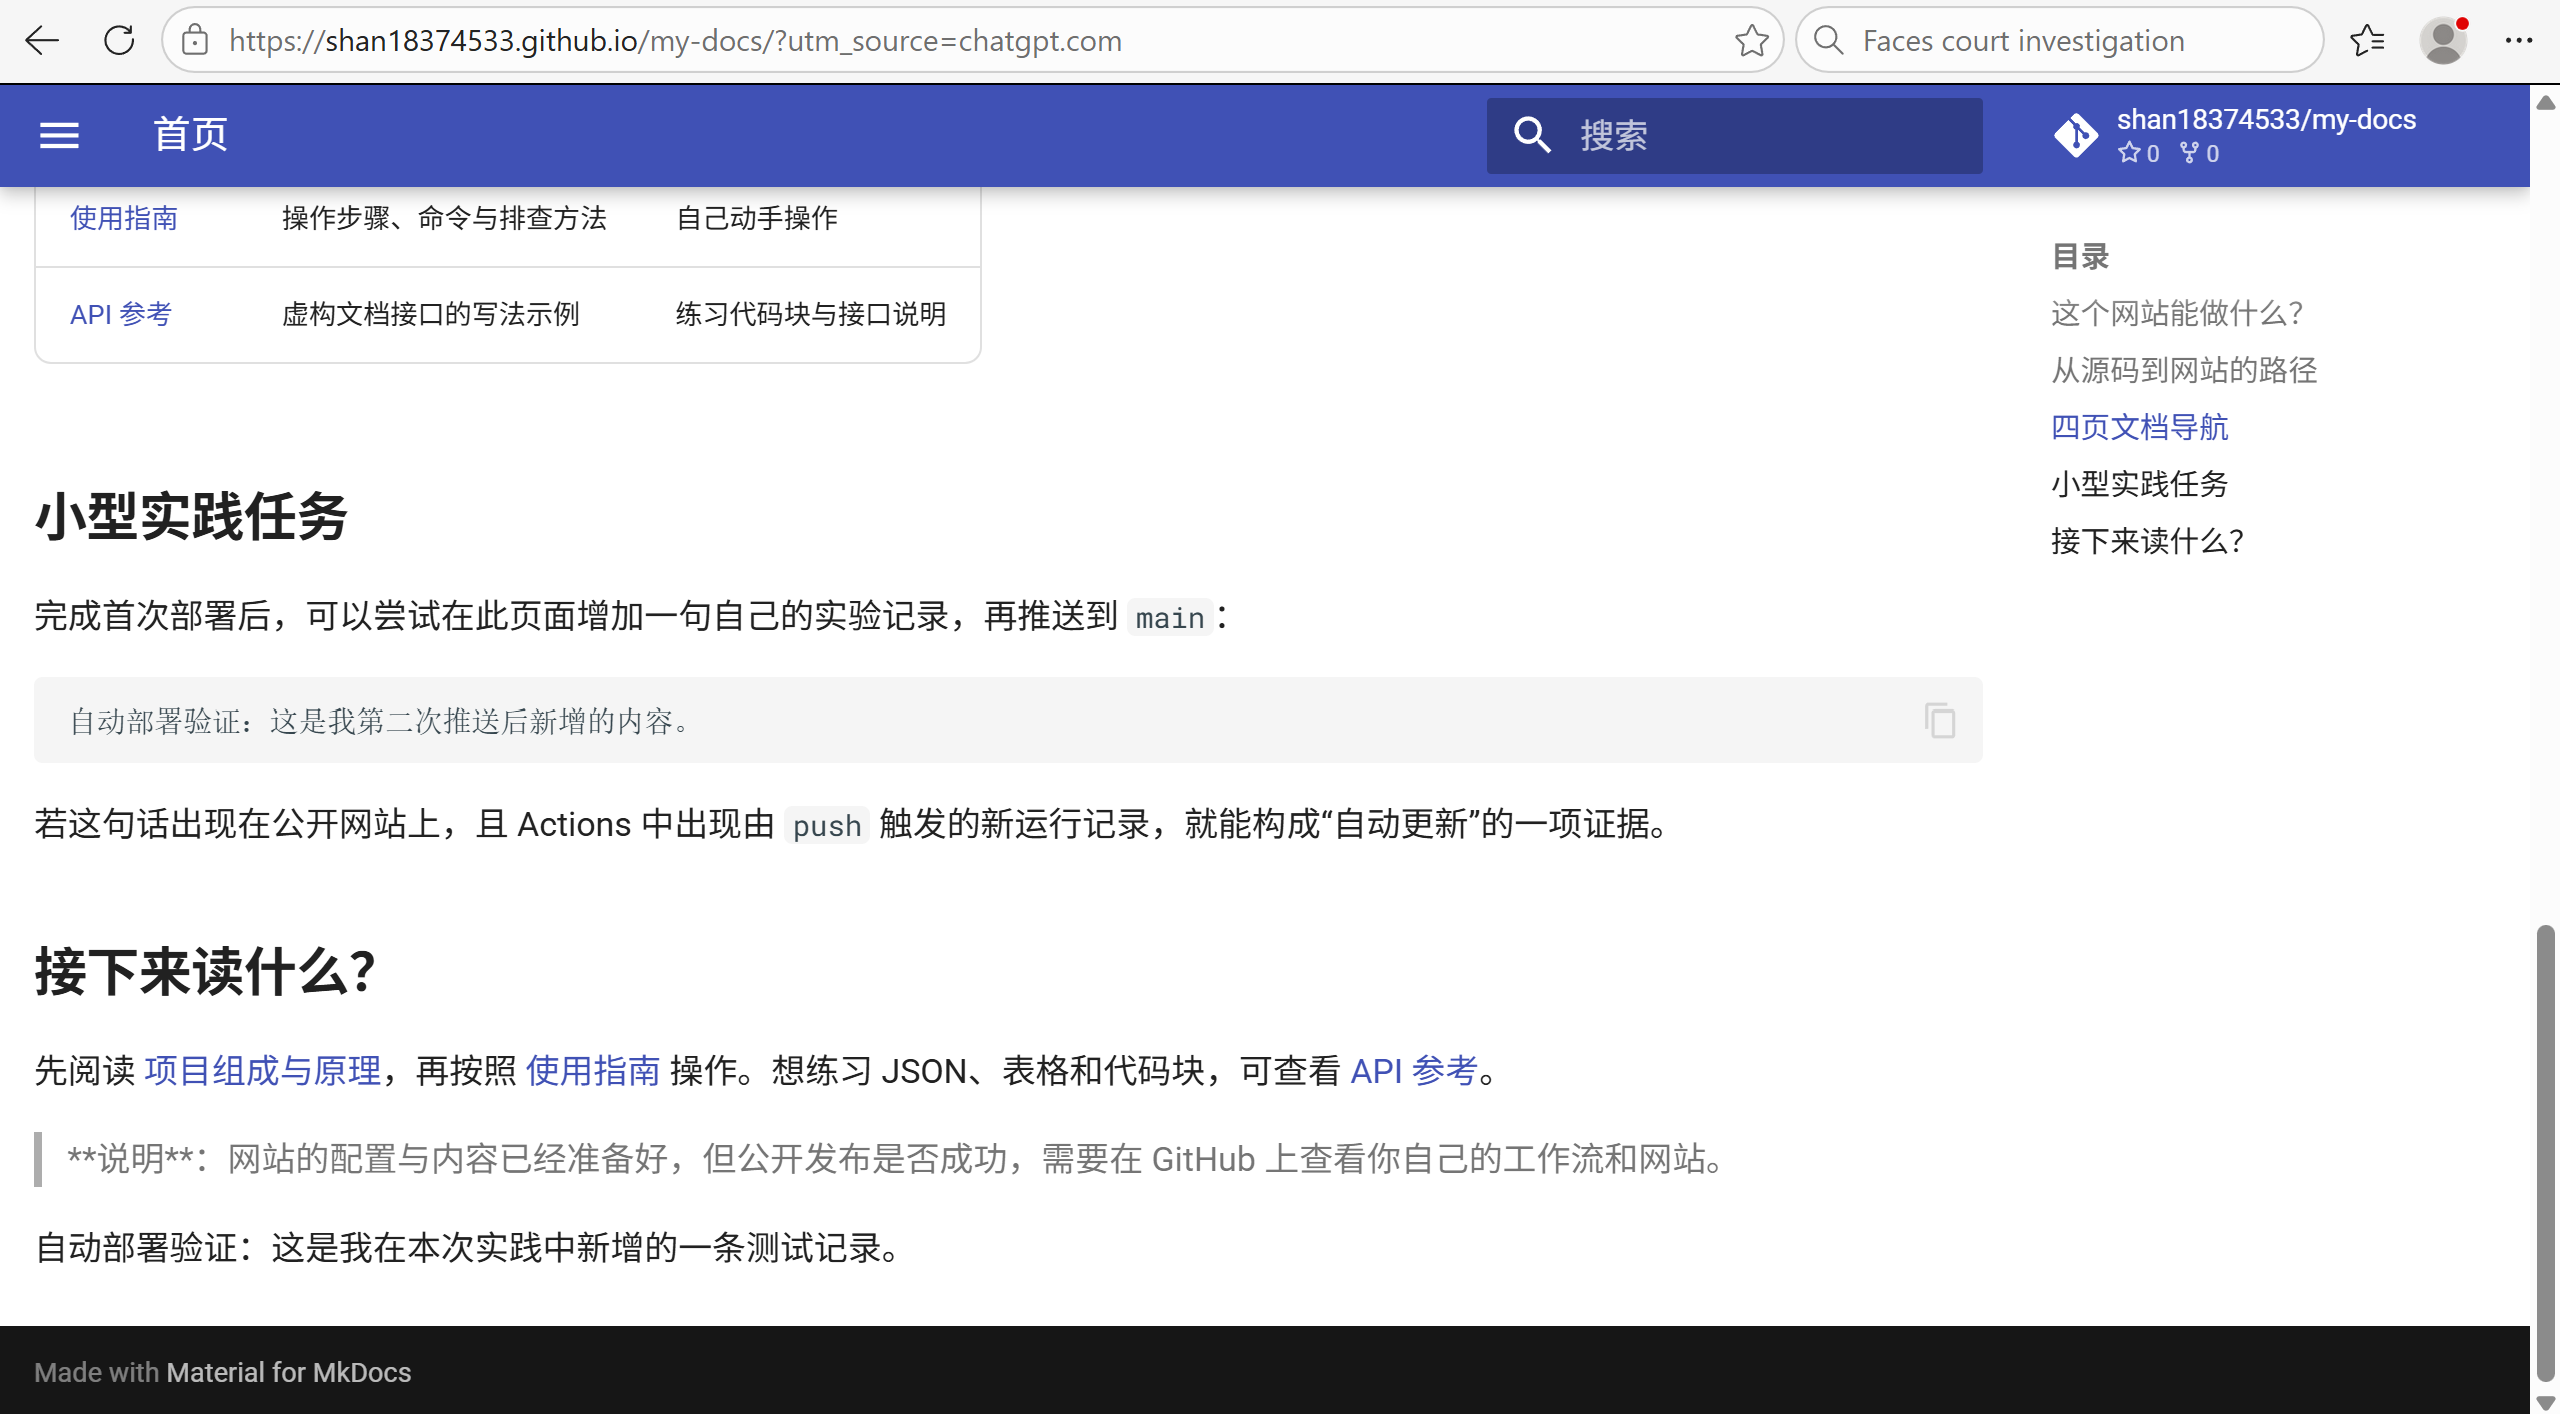 https://shan18374533.github.io/my-docs/?utm_source=chatgpt.com
Faces court investigation
首页
搜索
shan18374533/my-docs
0 0
使用指南 操作步骤、命令与排查方法 自己动手操作
API 参考 虚构文档接口的写法示例 练习代码块与接口说明
小型实践任务
完成首次部署后，可以尝试在此页面增加一句自己的实验记录，再推送到 main：
自动部署验证：这是我第二次推送后新增的内容。
若这句话出现在公开网站上，且 Actions 中出现由 push 触发的新运行记录，就能构成“自动更新”的一项证据。
接下来读什么？
先阅读 项目组成与原理，再按照 使用指南 操作。想练习 JSON、表格和代码块，可查看 API 参考。
**说明**：网站的配置与内容已经准备好，但公开发布是否成功，需要在 GitHub 上查看你自己的工作流和网站。
自动部署验证：这是我在本次实践中新增的一条测试记录。
目录
这个网站能做什么？
从源码到网站的路径
四页文档导航
小型实践任务
接下来读什么？
Made with Material for MkDocs